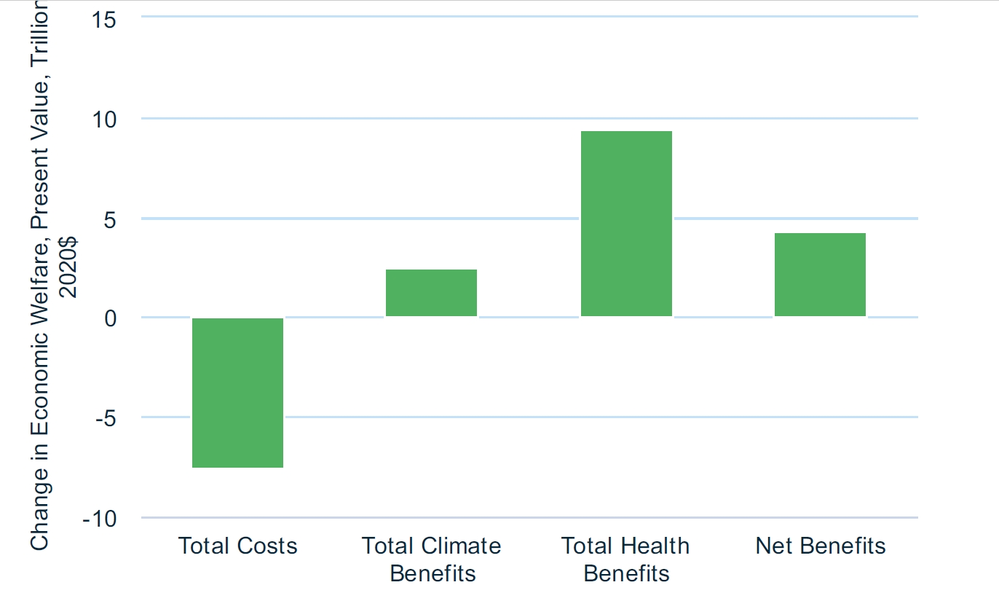 Change in Economic Welfare, Present Value, Trillion
2020$
15
10
5
0
-5
-10
Total Costs
Total Climate
Benefits
Total Health
Benefits
Net Benefits